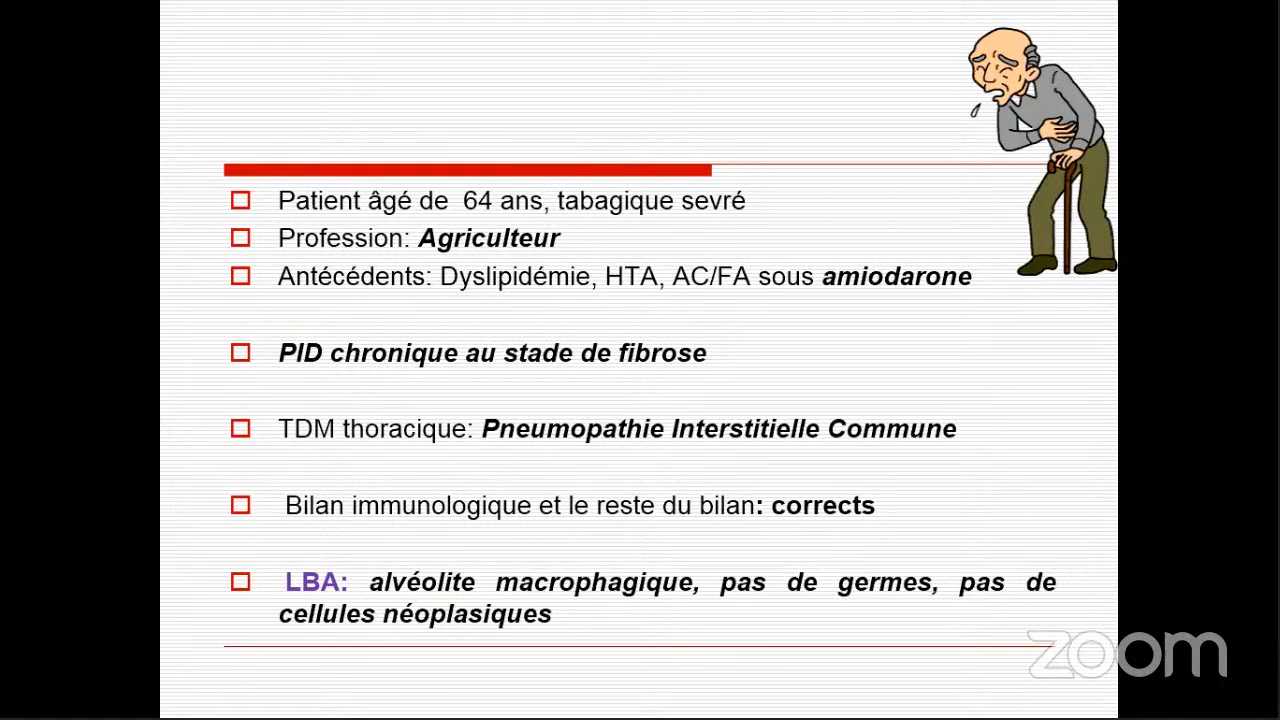 Patient âgé de 64 ans, tabagique sevré
Profession: Agriculteur
Antécédents: Dyslipidémie, HTA, AC/FA sous amiodarone
PID chronique au stade de fibrose
TDM thoracique: Pneumopathie Interstitielle Commune
Bilan immunologique et le reste du bilan: corrects
LBA: alvéolite macrophagique, pas de germes, pas de
cellules néoplasiques
zoom